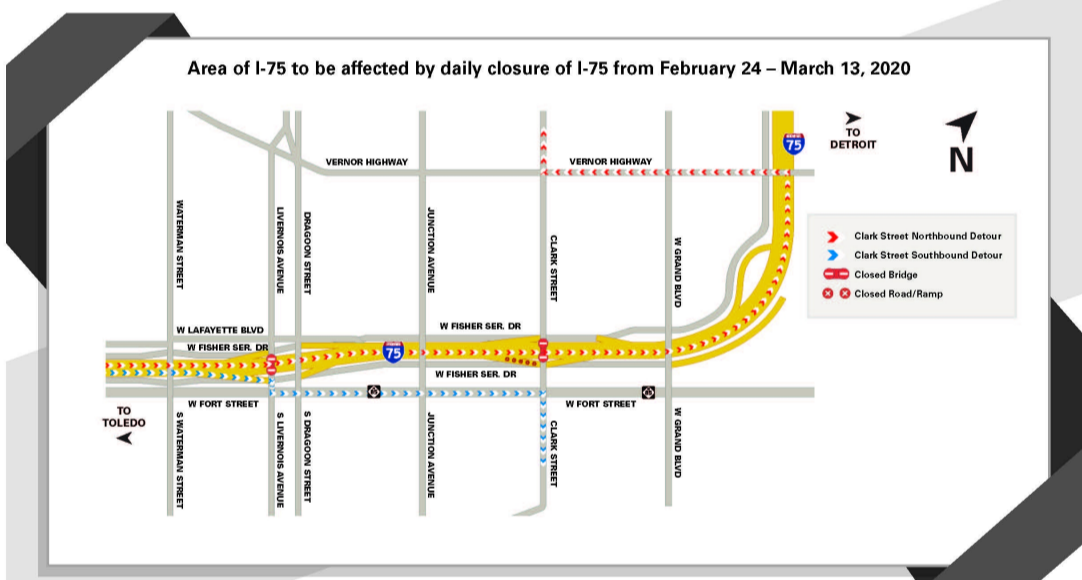 Area of I-75 to be affected by daily closure of I-75 from February 24 – March 13, 2020
75
TO
DETROIT
N
VERNOR HIGHWAY
VERNOR HIGHWAY
WATERMAN STREET
LIVERNOIS AVENUE
DRAGOON STREET
JUNCTION AVENUE
CLARK STREET
W GRAND BLVD
Clark Street Northbound Detour
Clark Street Southbound Detour
Closed Bridge
Closed Road/Ramp
W LAFAYETTE BLVD
W FISHER SER. DR
W FISHER SER. DR
75
W FISHER SER. DR
W FORT STREET
W FORT STREET
TO
TOLEDO
S WATERMAN STREET
S LIVERNOIS AVENUE
S DRAGOON STREET
JUNCTION AVENUE
CLARK STREET
W GRAND BLVD